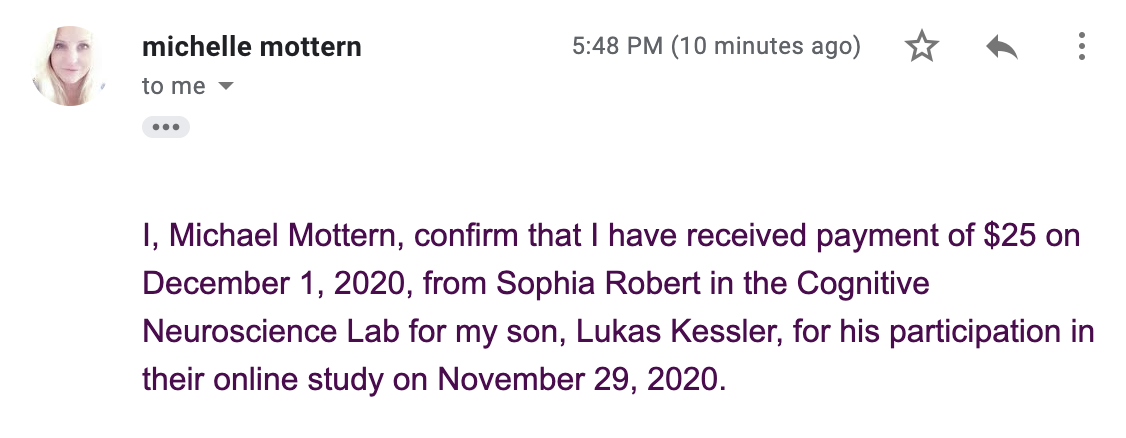 michelle mottern
5:48 PM (10 minutes ago)
to me
I, Michael Mottern, confirm that I have received payment of $25 on
December 1, 2020, from Sophia Robert in the Cognitive
Neuroscience Lab for my son, Lukas Kessler, for his participation in
their online study on November 29, 2020.